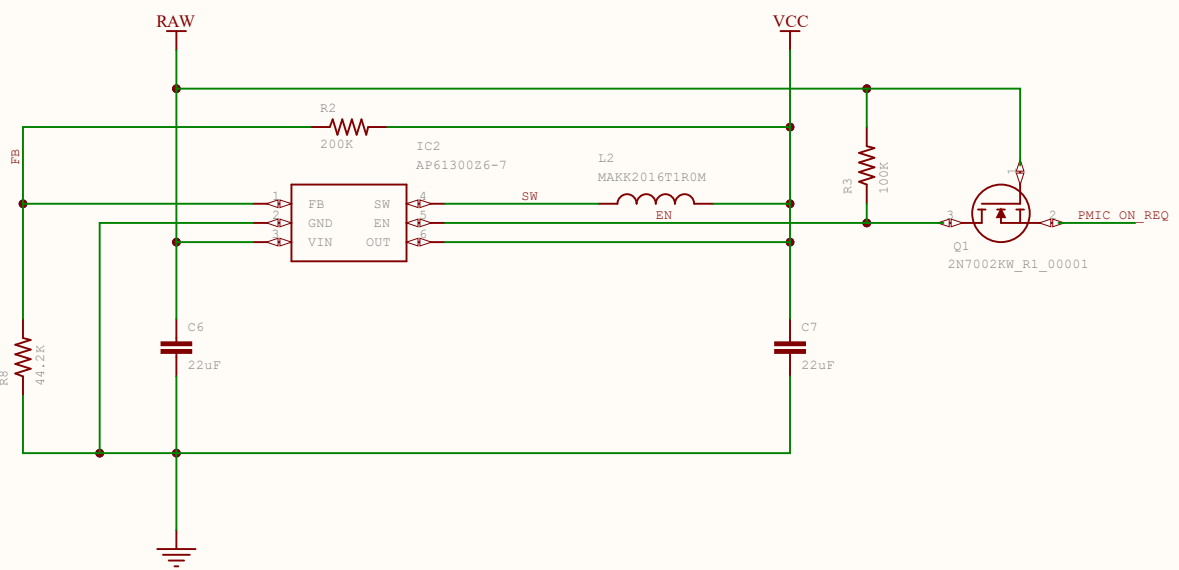 RAW
VCC
R2
200K
IC2
AP61300Z6-7
L2
MAKK2016T1R0M
FB
R3
100K
1
1
FB
SW
4
SW
2
GND
EN
5
EN
3
VIN
OUT
6
3
2
PMIC_ON_REQ
Q1
2N7002KW_R1_00001
C6
22uF
C7
22uF
R8
44.2K